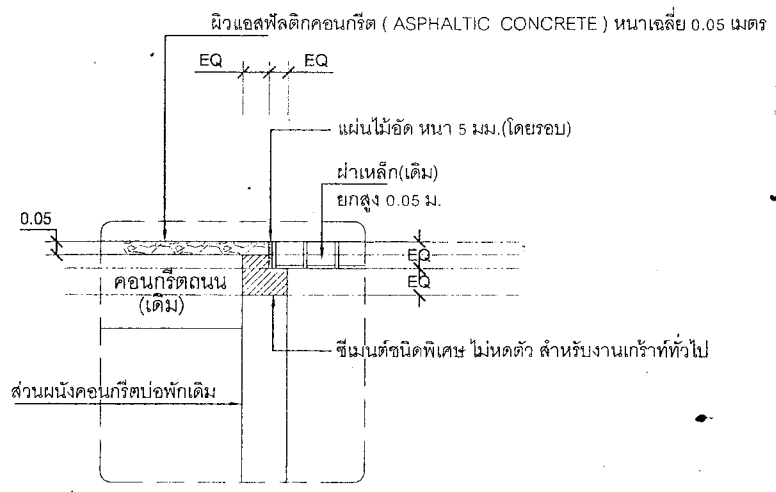 ผิวแอสฟัลติกคอนกรีต ( ASPHALTIC CONCRETE ) หนาเฉลี่ย 0.05 เมตร
EQ EQ
แผ่นไม้อัด หนา 5 มม.(โดยรอบ)
ฝาเหล็ก(เดิม)
ยกสูง 0.05 ม.
0.05
EQ
EQ
คอนกรีตถนน
(เดิม)
ซีเมนต์ชนิดพิเศษ ไม่หดตัว สำหรับงานเกร้าท์ทั่วไป
ส่วนผนังคอนกรีตบ่อพักเดิม